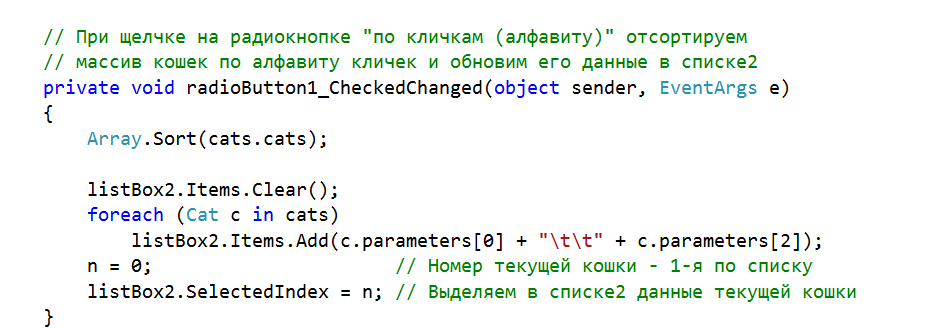 // При щелчке на радиокнопке "по кличкам (алфавиту)" отсортируем
// массив кошек по алфавиту кличек и обновим его данные в списке2
private void radioButton1_CheckedChanged(object sender, EventArgs e)
{
    Array.Sort(cats.cats);

    listBox2.Items.Clear();
    foreach (Cat c in cats)
        listBox2.Items.Add(c.parameters[0] + "\t\t" + c.parameters[2]);
    n = 0;                      // Номер текущей кошки - 1-я по списку
    listBox2.SelectedIndex = n; // Выделяем в списке2 данные текущей кошки
}